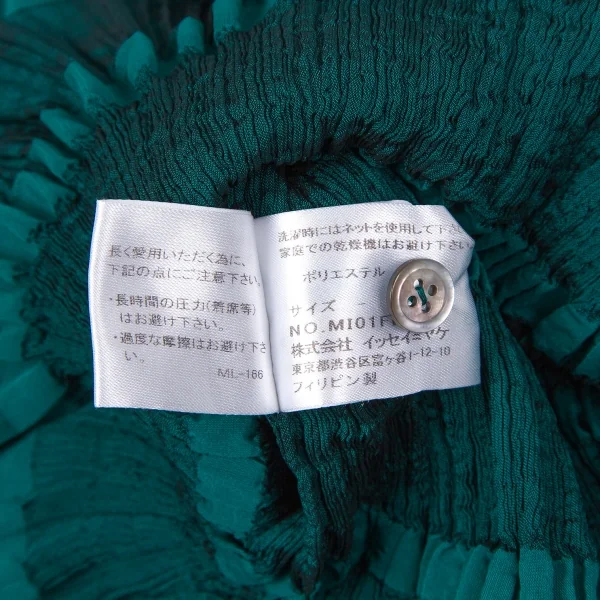 長く愛用いただく為に、
下記の点にご注意下さい。
・長時間の圧力(着席等)
はお避け下さい。
・過度な摩擦はお避け下さ
い。
ML-166
洗濯時にはネットを使用して下さ
家庭での乾燥機はお避け下さい
ポリエステル
サイズ -
NO.MI01F
株式会社 イッセイミヤケ
東京都渋谷区富ヶ谷1-12-10
フィリピン製